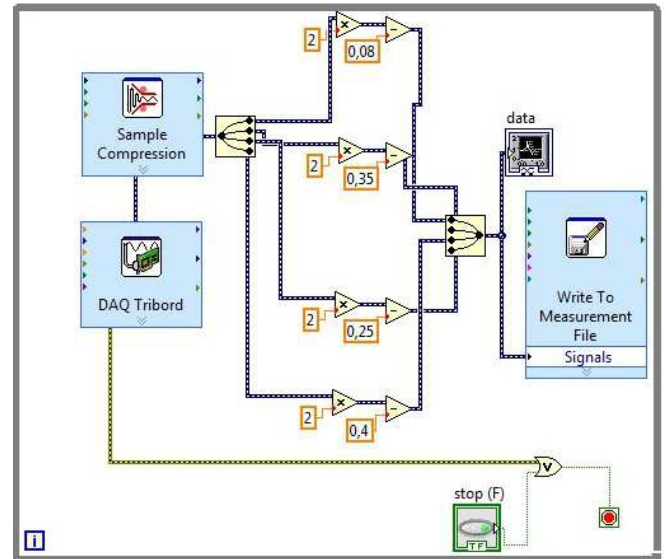 2
0,08
2
0,35
data
Sample
Compression
DAQ Tribord
2
0,25
Write To
Measurement
File
Signals
2
0,4
stop (F)
TF
i